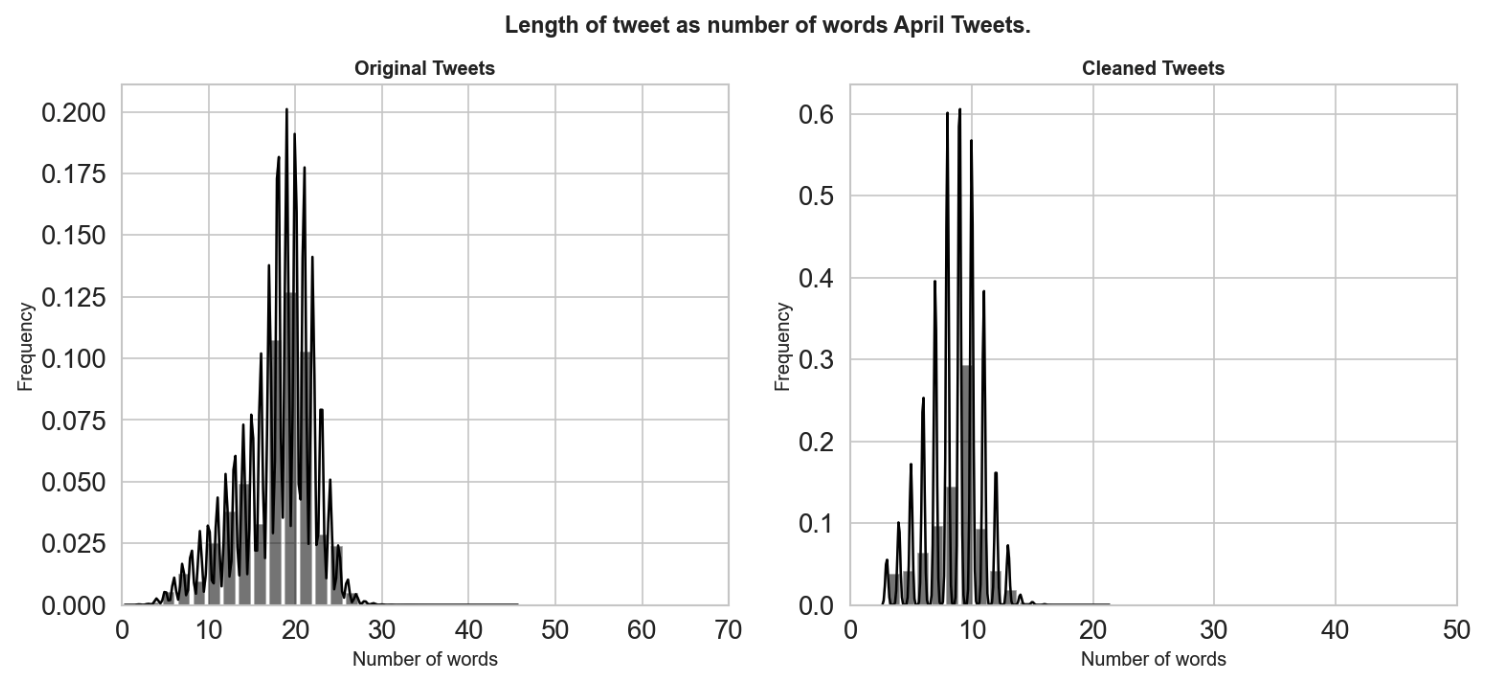 Length of tweet as number of words April Tweets.
Original Tweets
0.200
0.175
0.150
0.125
0.100
0.075
0.050
0.025
0.000
Frequency
0 10 20 30 40 50 60 70
Number of words
Cleaned Tweets
0.6
0.5
0.4
0.3
0.2
0.1
0.0
Frequency
0 10 20 30 40 50
Number of words